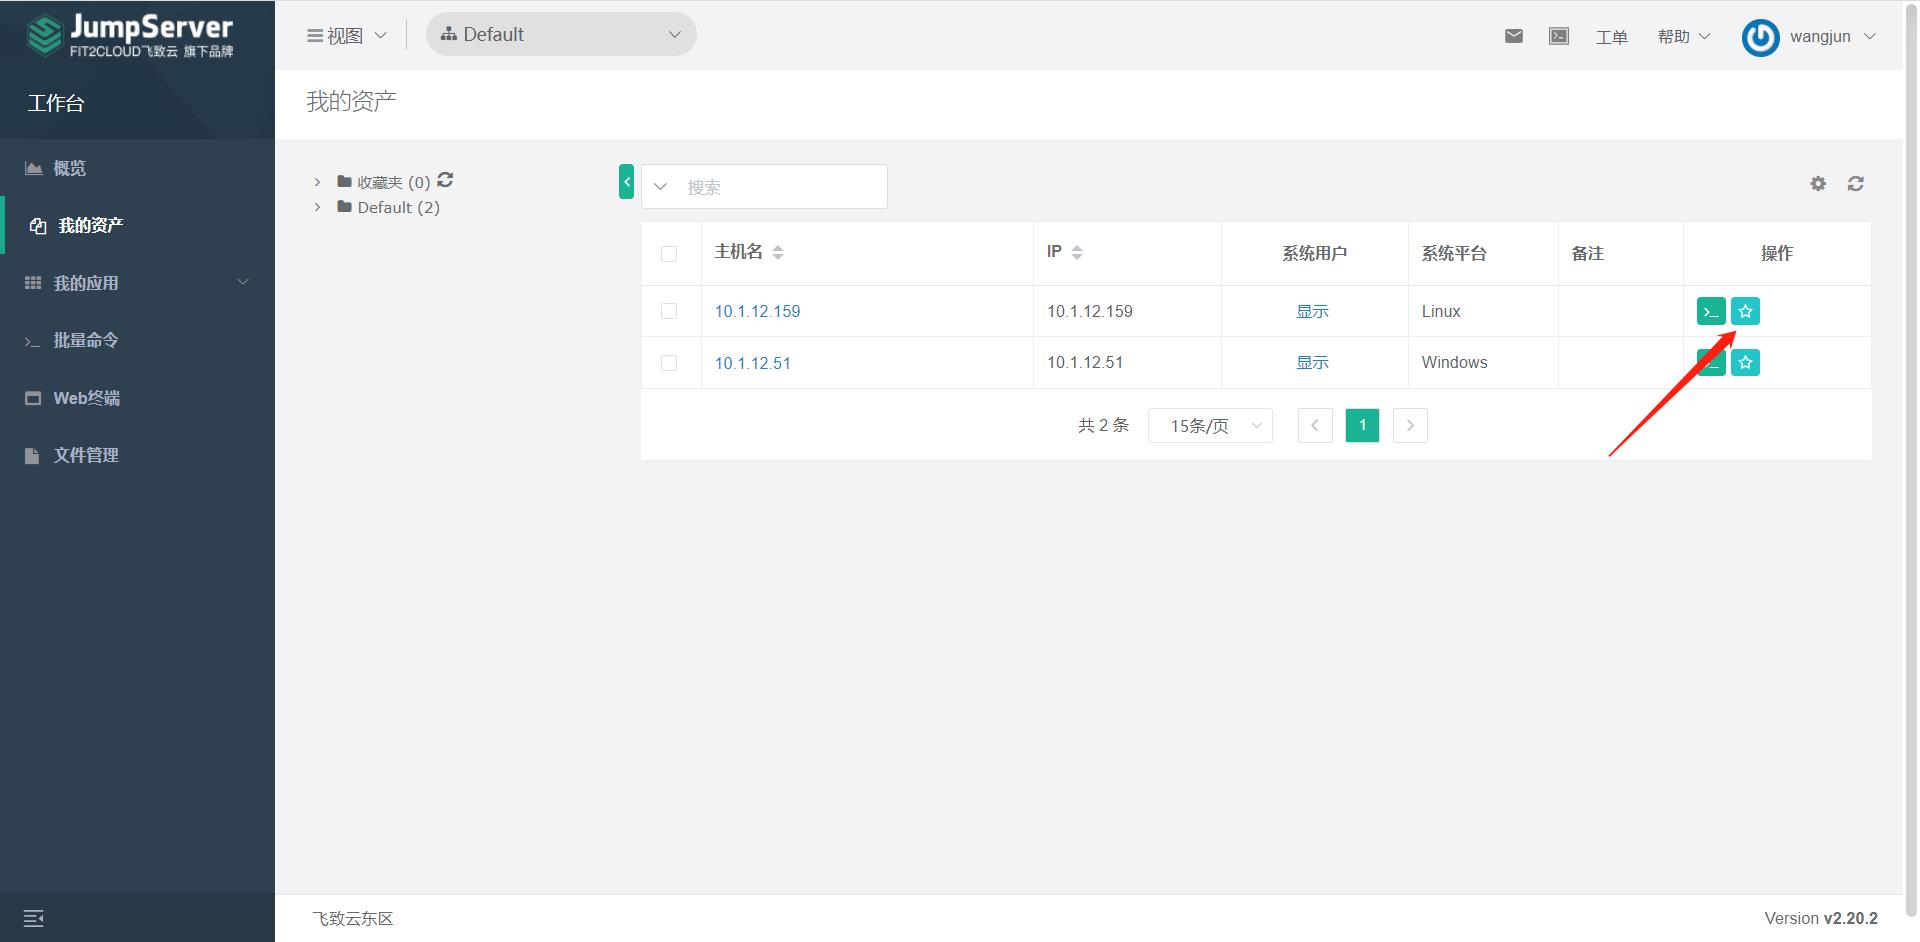 JumpServer
FIT2CLOUD飞致云 旗下品牌
视图
Default
工单
帮助
wangjun
工作台
我的资产
概览
我的资产
我的应用
批量命令
Web终端
文件管理
收藏夹 (0)
Default (2)
搜索
主机名 IP 系统用户 系统平台 备注 操作
10.1.12.159 10.1.12.159 显示 Linux
10.1.12.51 10.1.12.51 显示 Windows
共 2 条 15条/页 1
飞致云东区
Version v2.20.2